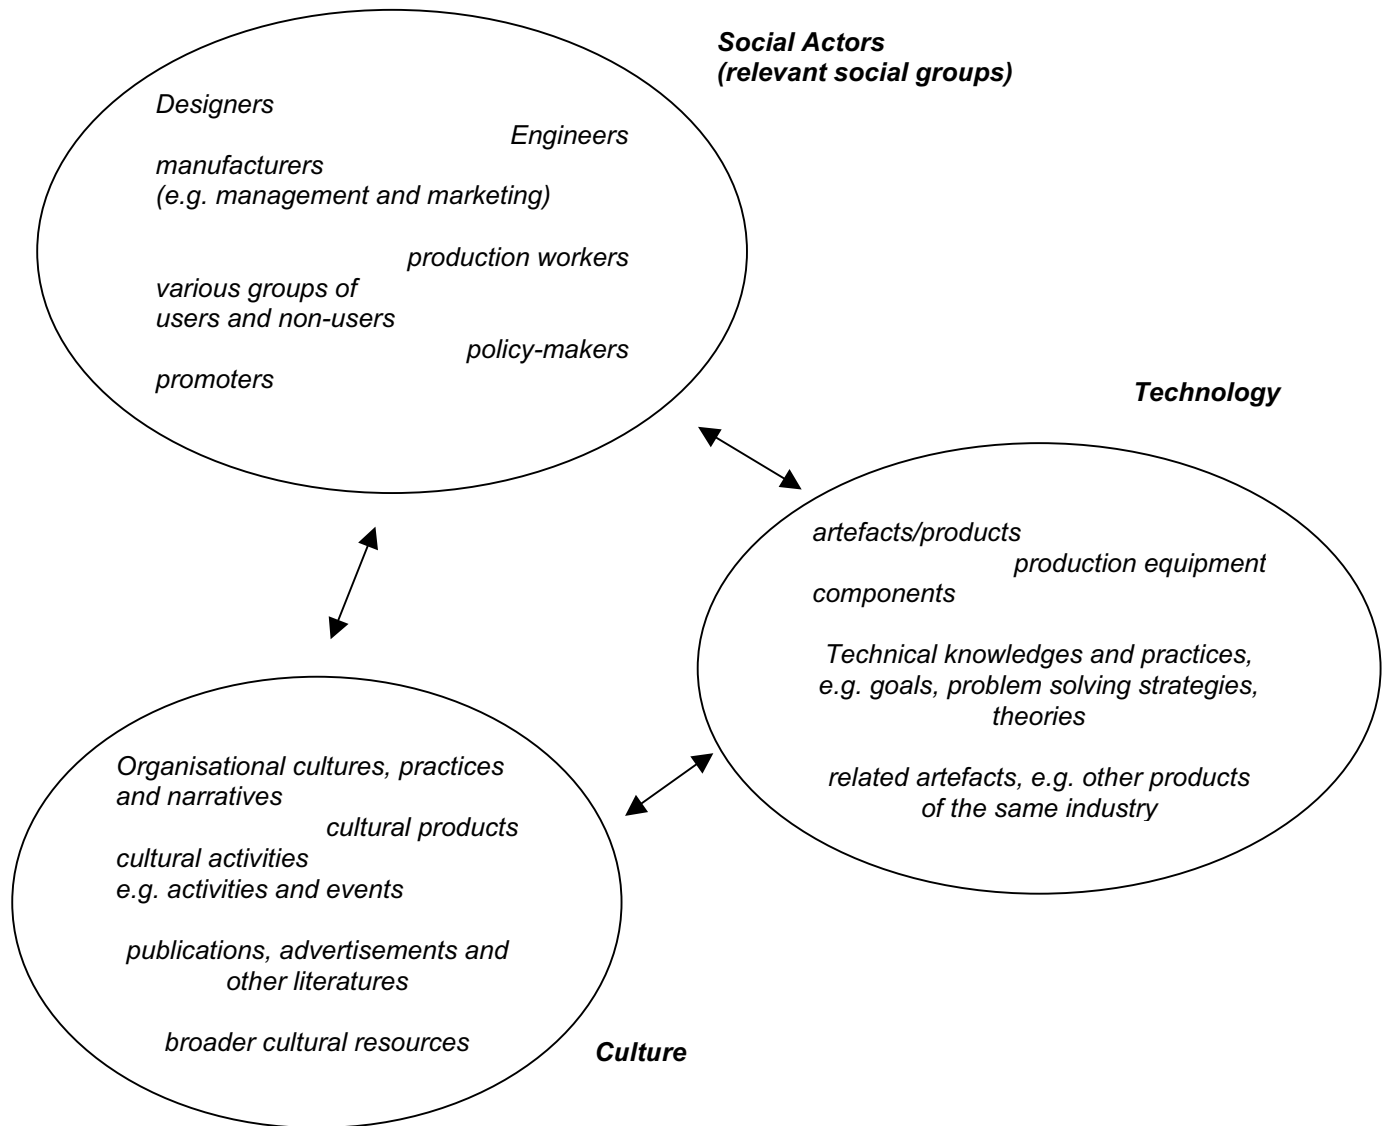 Social Actors
(relevant social groups)
Designers
Engineers
manufacturers
(e.g. management and marketing)
production workers
various groups of
users and non-users
policy-makers
promoters
Technology
artefacts/products
production equipment
components
Technical knowledges and practices,
e.g. goals, problem solving strategies,
theories
related artefacts, e.g. other products
of the same industry
Organisational cultures, practices
and narratives
cultural products
cultural activities
e.g. activities and events
publications, advertisements and
other literatures
broader cultural resources
Culture